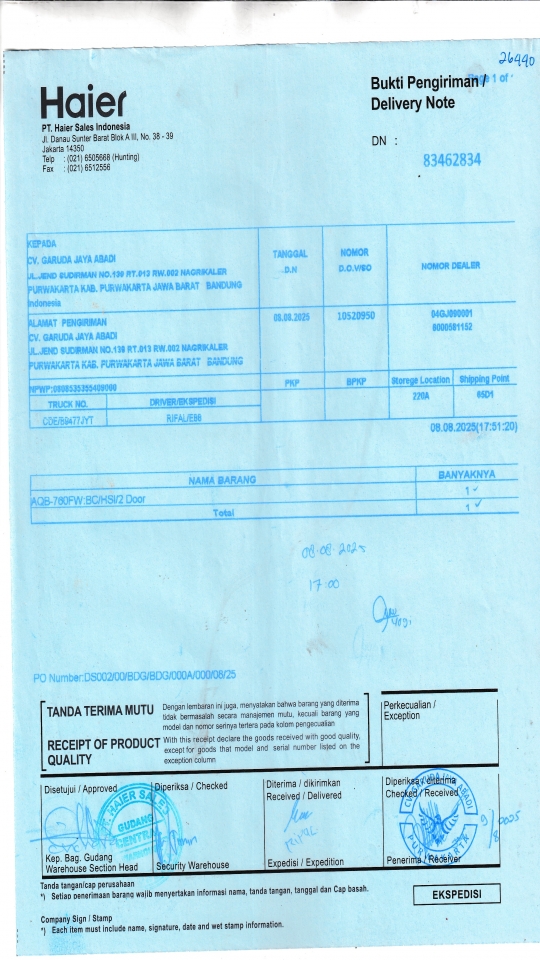 26440
Page 1 of
Haier
Bukti Pengiriman /
Delivery Note
PT. Haier Sales Indonesia
Jl. Danau Sunter Barat Blok A III, No. 38 - 39
Jakarta 14350
Telp : (021) 6505668 (Hunting)
Fax : (021) 6512556
DN :
83462834
KEPADA
CV. GARUDA JAYA ABADI
JL.JEND SUDIRMAN NO.138 RT.013 RW.002 NAGRIKALER
PURWAKARTA KAB. PURWAKARTA JAWA BARAT BANDUNG
Indonesia
TANGGAL
.D.N
NOMOR
D.O.V/SO
NOMOR DEALER
ALAMAT PENGIRIMAN
CV. GARUDA JAYA ABADI
JL.JEND SUDIRMAN NO.138 RT.013 RW.002 NAGRIKALER
PURWAKARTA KAB. PURWAKARTA JAWA BARAT BANDUNG
08.08.2025
10520950
PKP
BPKP
Storege Location
Shipping Point
220A
05D1
TRUCK NO.
DRIVER/EKSPEDISI
08.08.2025(17:51:20)
NAMA BARANG
BANYAKNYA
AQB-760FW:BC/HSI/2 Door
1
Total
1
08.08.2025
17.00
PO Number:DS002/00/BDG/BDG/000A/000/08/25
TANDA TERIMA MUTU
Dengan lembaran ini juga, menyatakan bahwa barang yang diterima
tidak bermasalah secara manajemen mutu, kecuali barang yang
model dan nomor serinya tertera pada kolom pengecualian
RECEIPT OF PRODUCT
QUALITY
With this receipt declare the goods received with good quality,
except for goods that model and serial number listed on the
exception column
Perkecualian /
Exception
Disetujui / Approved
Diperiksa / Checked
Diterima / dikirimkan
Received / Delivered
Diperiksa / diterima
Checked / Received
HAIER SALES
GUDANG
CENTRAL
PURWAKARTA
Kep. Bag. Gudang
Warehouse Section Head
Security Warehouse
Expedisi / Expedition
Penerima / Receiver
Tanda tangan/cap perusahaan
*) Setiap penerimaan barang wajib menyertakan informasi nama, tanda tangan, tanggal dan Cap basah.
EKSPEDISI
Company Sign / Stamp
*) Each item must include name, signature, date and wet stamp information.